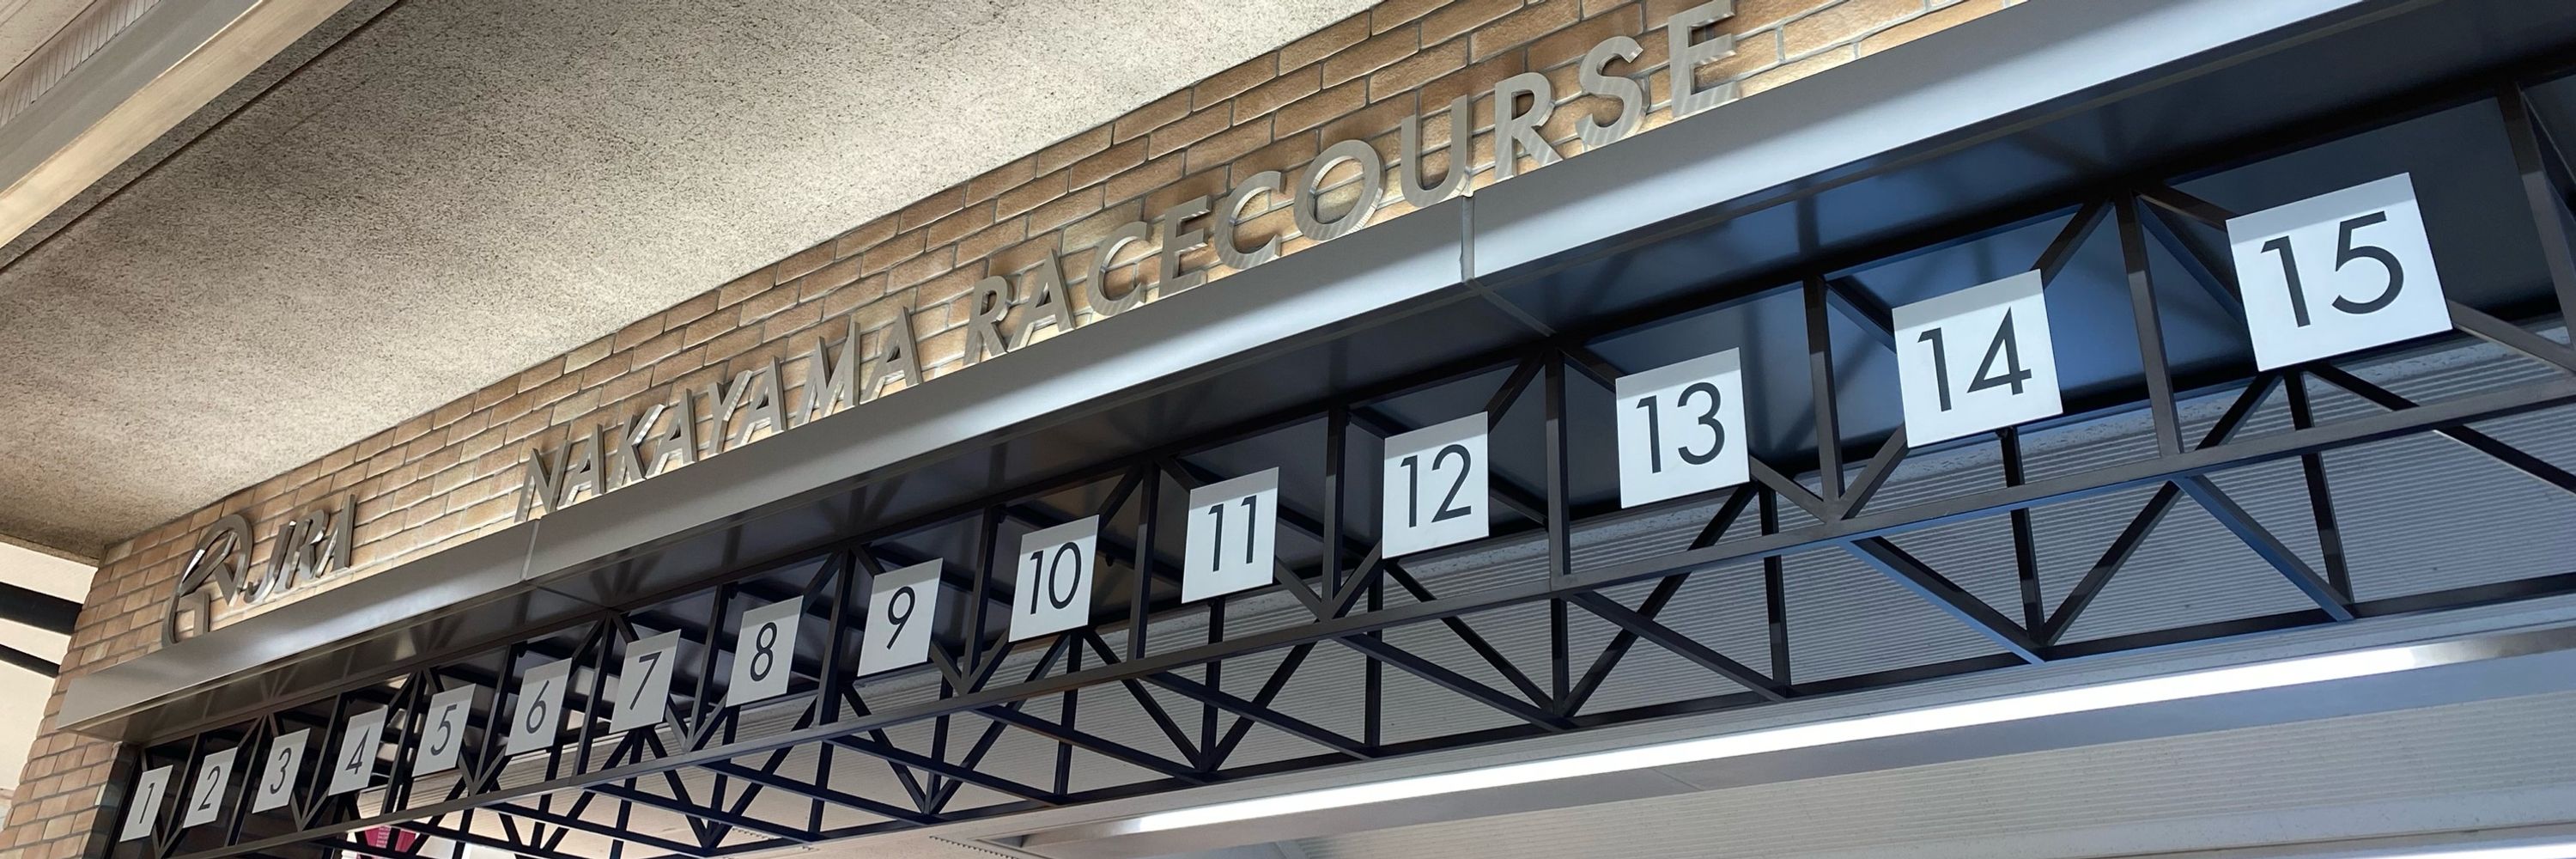 JRA NAKAYAMA RACECOURSE
1 2 3 4 5 6 7 8 9 10 11 12 13 14 15